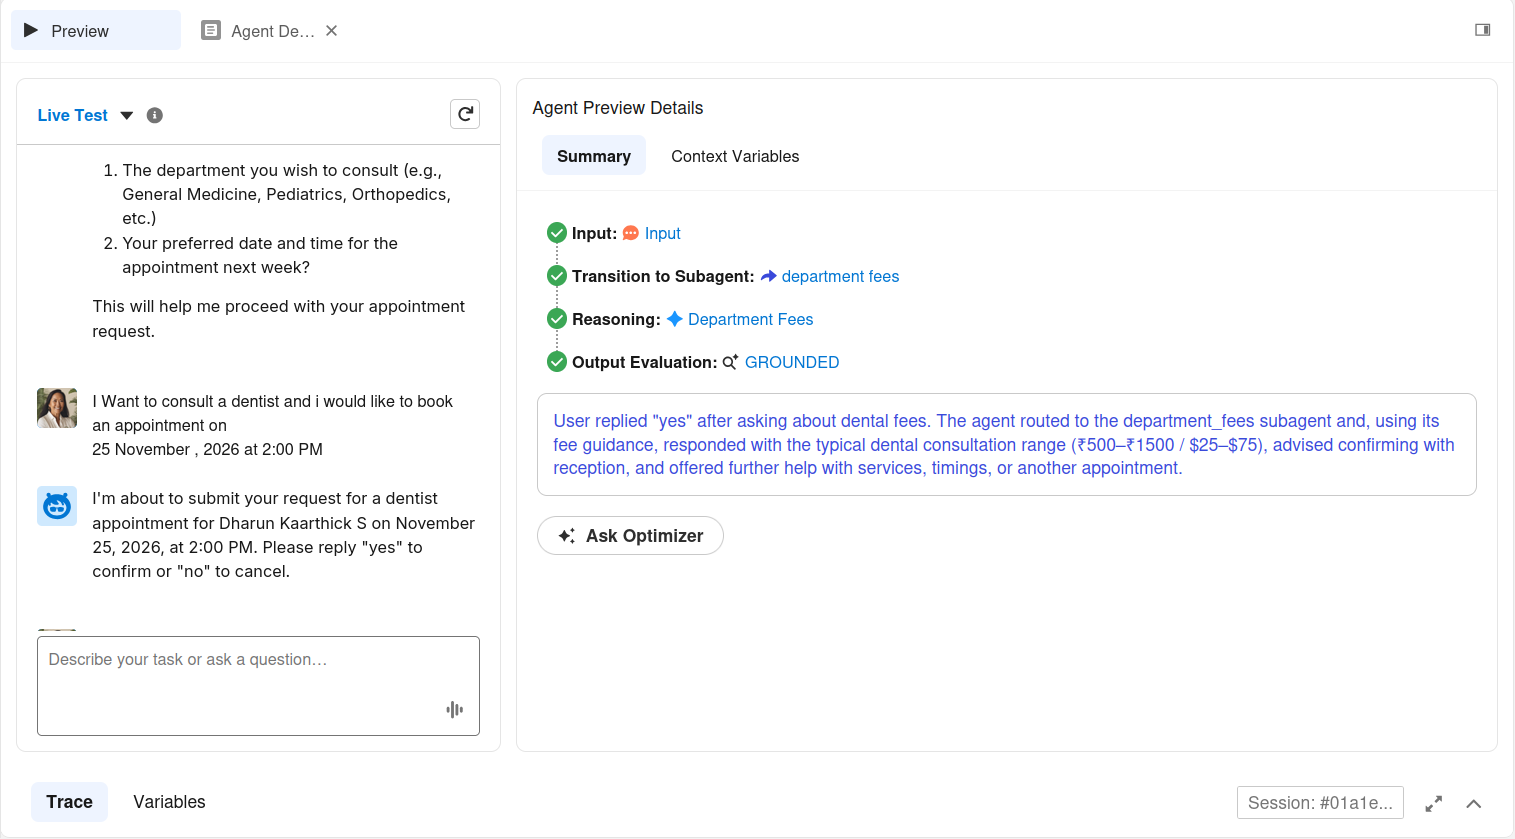 Preview
Agent De...
Live Test
Agent Preview Details
Summary
Context Variables
1. The department you wish to consult (e.g.,
General Medicine, Pediatrics, Orthopedics,
etc.)
2. Your preferred date and time for the
appointment next week?
This will help me proceed with your appointment
request.
I Want to consult a dentist and i would like to book
an appointment on
25 November , 2026 at 2:00 PM
I'm about to submit your request for a dentist
appointment for Dharun Kaarthick S on November
25, 2026, at 2:00 PM. Please reply "yes" to
confirm or "no" to cancel.
Describe your task or ask a question...
Input: Input
Transition to Subagent: department fees
Reasoning: Department Fees
Output Evaluation: GROUNDED
User replied "yes" after asking about dental fees. The agent routed to the department_fees subagent and, using its
fee guidance, responded with the typical dental consultation range (₹500–₹1500 / $25–$75), advised confirming with
reception, and offered further help with services, timings, or another appointment.
Ask Optimizer
Trace
Variables
Session: #01a1e...